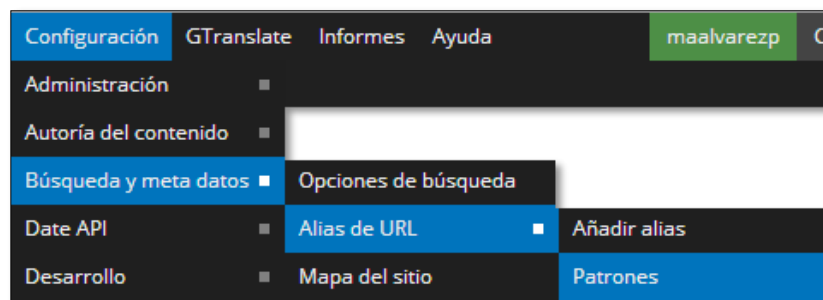 Configuración GTranslate Informes Ayuda maalvarezp
Administración
Autoría del contenido
Búsqueda y meta datos Opciones de búsqueda
Date API Alias de URL Añadir alias
Desarrollo Mapa del sitio Patrones